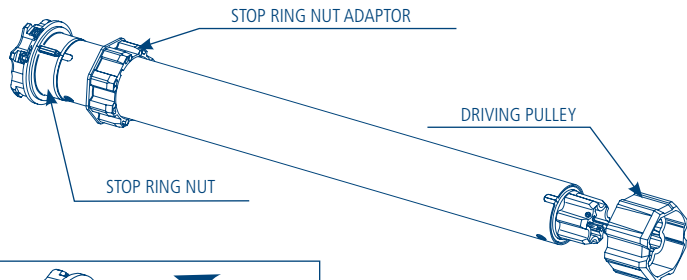 STOP RING NUT ADAPTOR
DRIVING PULLEY
STOP RING NUT